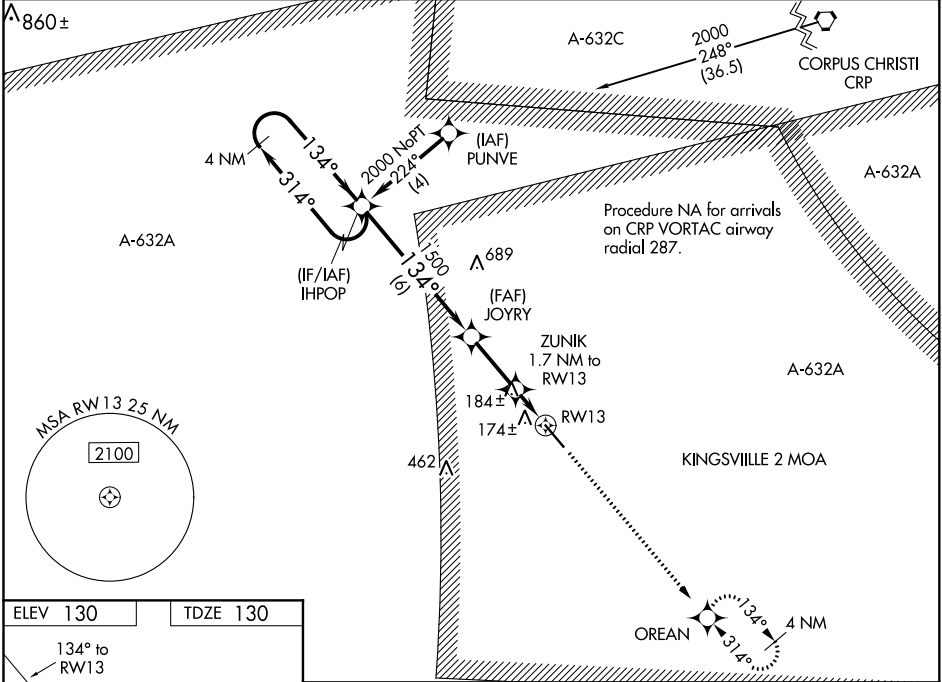 860±
A-632C
2000
248°
(36.5)
CORPUS CHRISTI
CRP
4 NM
134°
314°
2000 NoPT
224°
(4)
(IAF)
PUNVE
A-632A
A-632A
Procedure NA for arrivals
on CRP VORTAC airway
radial 287.
(IF/IAF)
IHPOP
1500
134°
(6)
689
(FAF)
JOYRY
ZUNIK
1.7 NM to
RW13
A-632A
184±
174±
RW13
MSA RW13 25 NM
2100
462
KINGSVIILLE 2 MOA
ELEV 130
TDZE 130
134° to
RW13
OREAN
134°
314°
4 NM